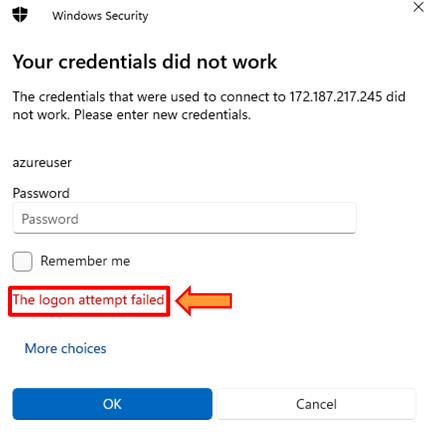 Windows Security
Your credentials did not work
The credentials that were used to connect to 172.187.217.245 did
not work. Please enter new credentials.
azureuser
Password
Password
Remember me
The logon attempt failed
More choices
OK
Cancel